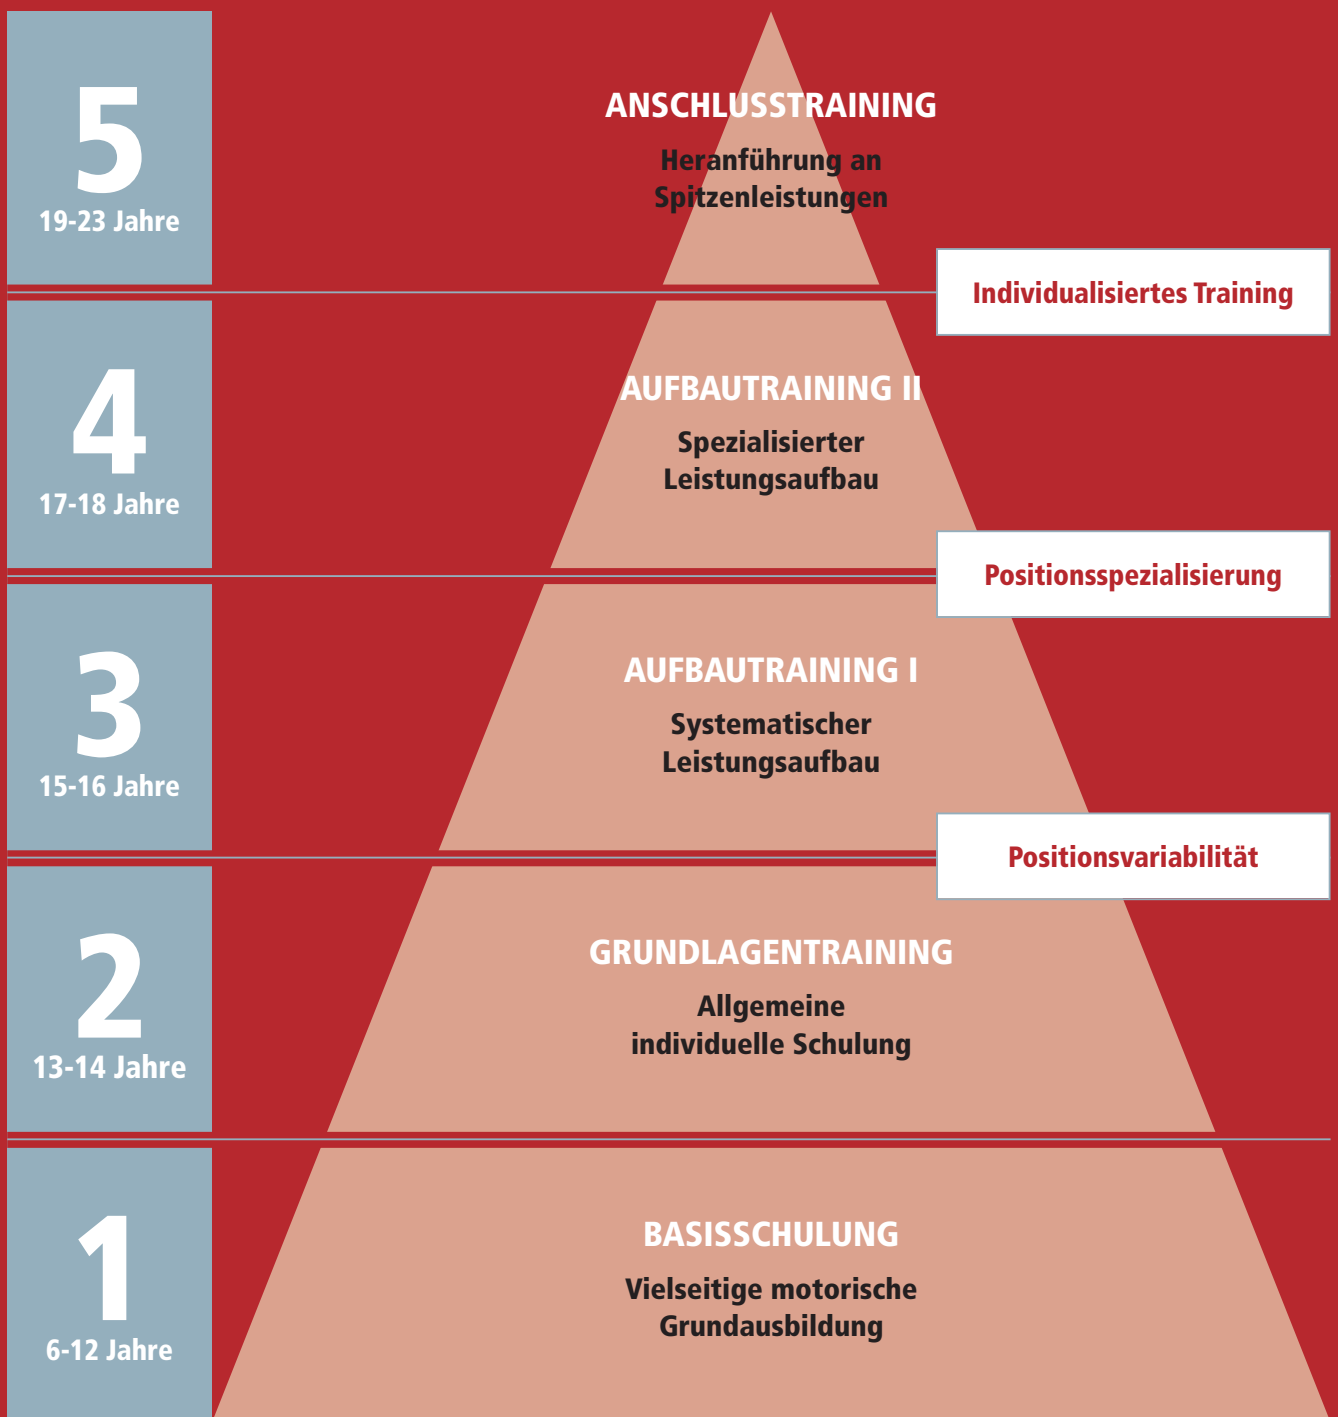 5
19-23 Jahre
ANSCHLUSSTRAINING
Heranführung an
Spitzenleistungen
Individualisiertes Training
4
17-18 Jahre
AUFBAUTRAINING II
Spezialisierter
Leistungsaufbau
Positionsspezialisierung
3
15-16 Jahre
AUFBAUTRAINING I
Systematischer
Leistungsaufbau
Positionsvariabilität
2
13-14 Jahre
GRUNDLAGENTRAINING
Allgemeine
individuelle Schulung
1
6-12 Jahre
BASISSCHULUNG
Vielseitige motorische
Grundausbildung